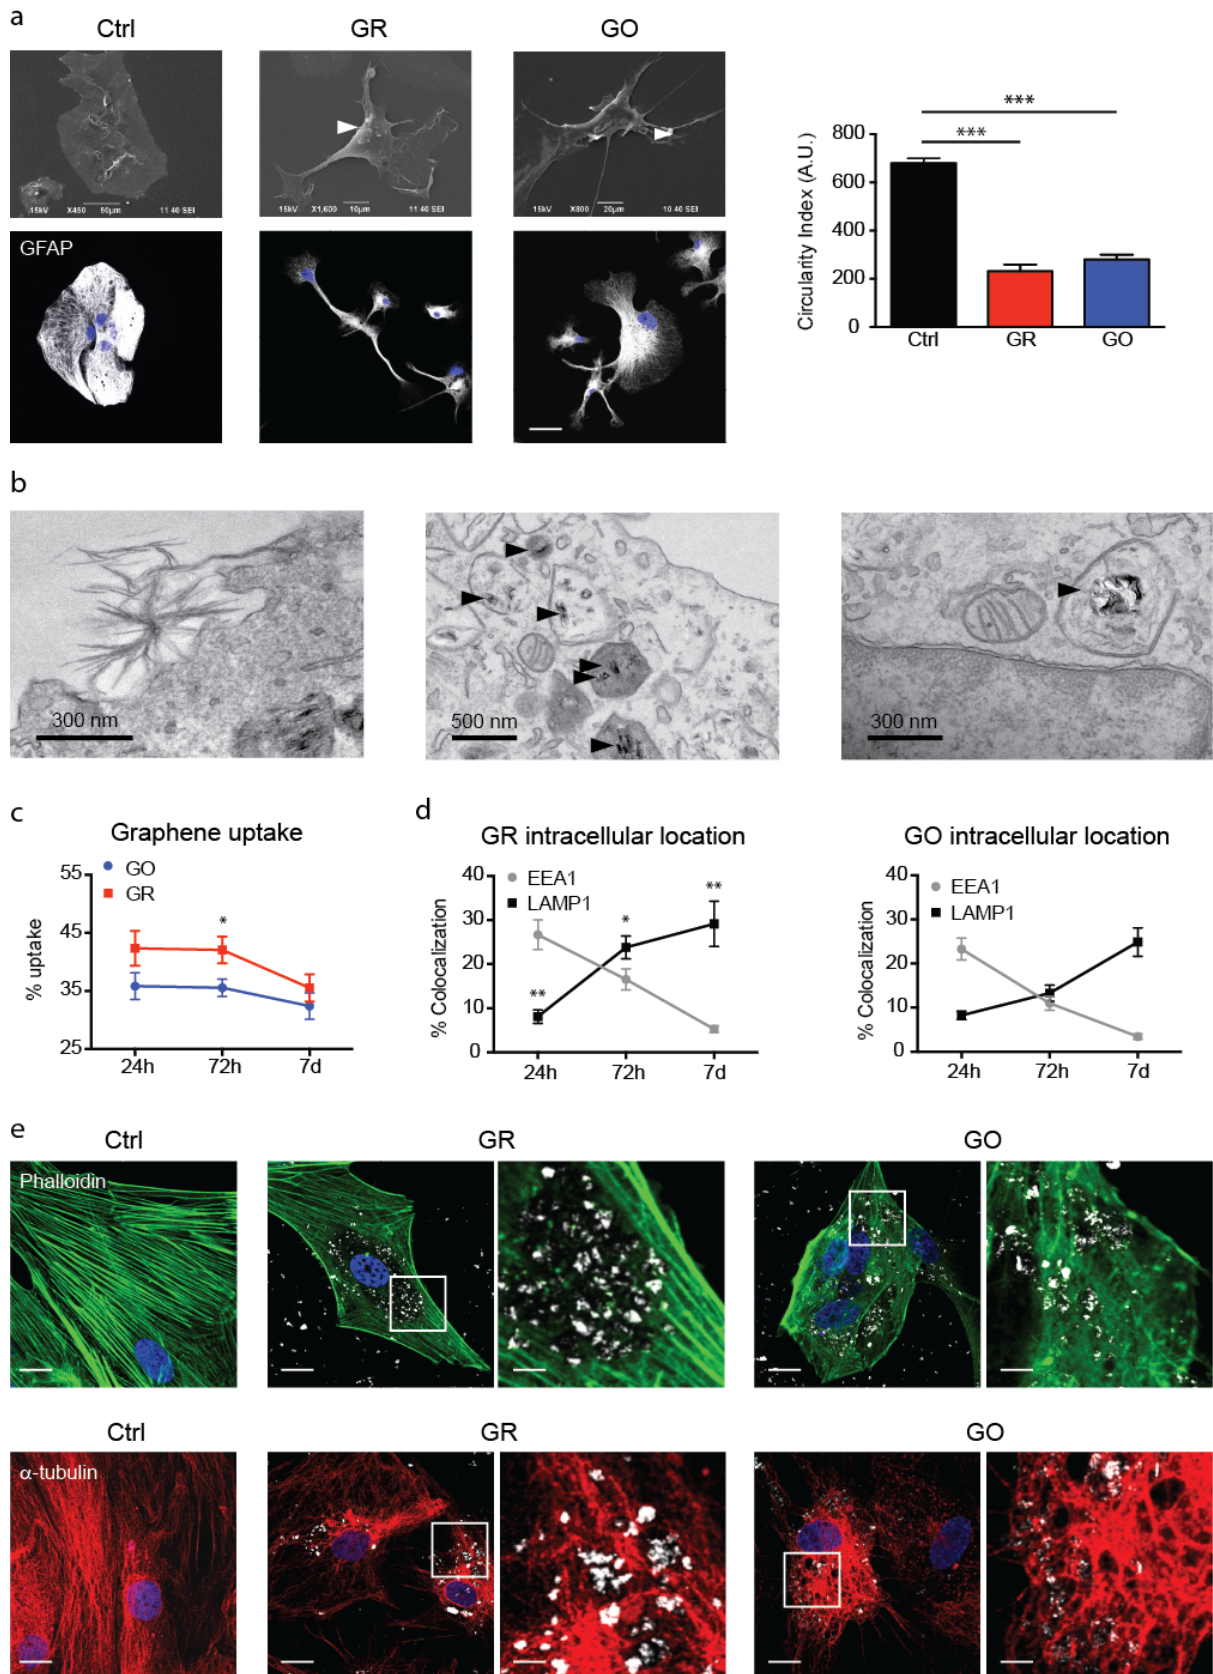 a
Ctrl
GR
GO
15kV X450 50µm 11 40 SEI
15kV X1,600 10µm 11 40 SEI
15kV X800 20µm 10 40 SEI
GFAP
***
***
Circularity Index (A.U.)
800
600
400
200
0
Ctrl
GR
GO
b
300 nm
500 nm
300 nm
c
Graphene uptake
GO
GR
% uptake
55
45
35
25
*
24h
72h
7d
d
GR intracellular location
EEA1
LAMP1
% Colocalization
40
30
20
10
0
**
*
**
24h
72h
7d
GO intracellular location
EEA1
LAMP1
% Colocalization
40
30
20
10
0
24h
72h
7d
e
Ctrl
GR
GO
Phalloidin
Ctrl
GR
GO
α-tubulin